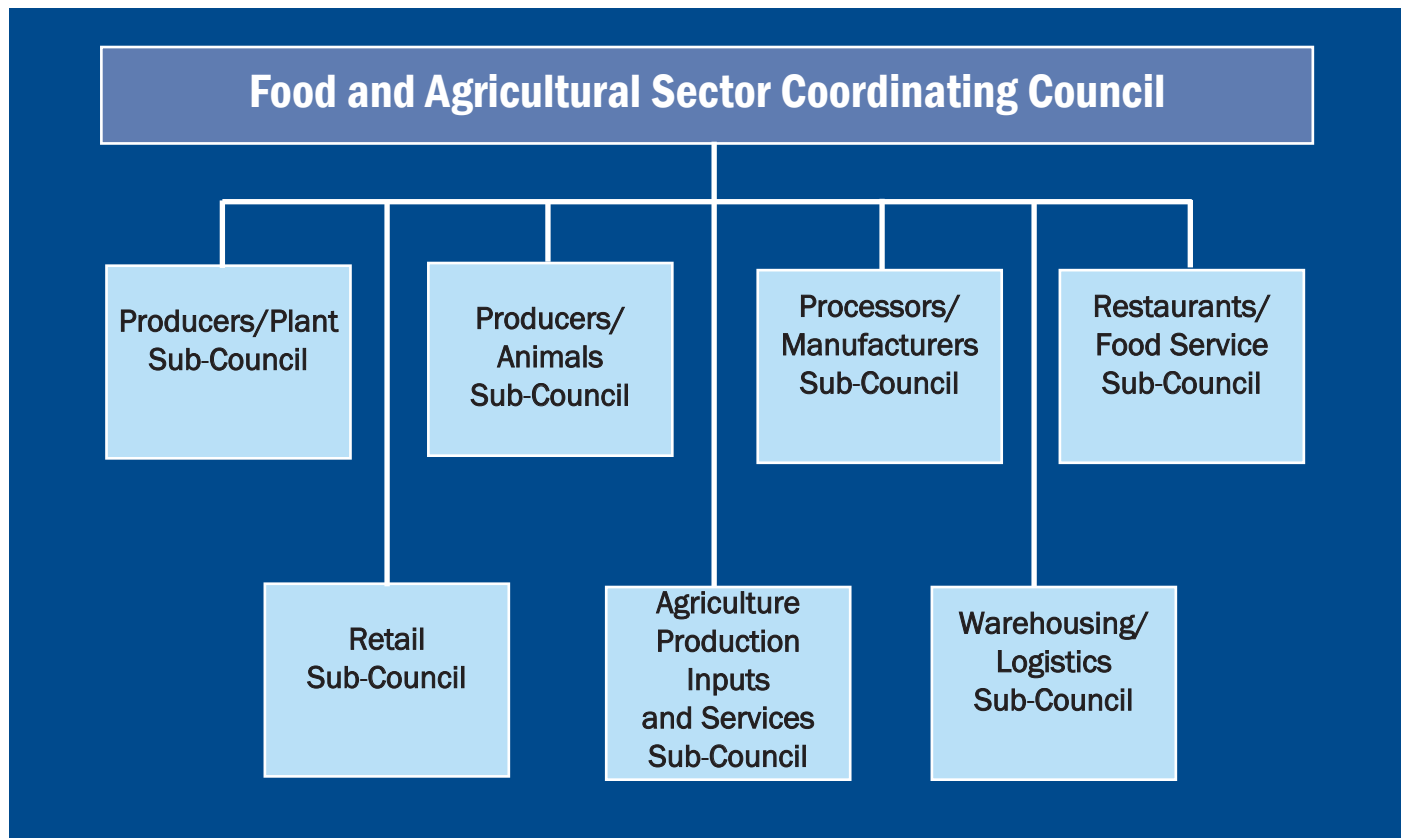 Food and Agricultural Sector Coordinating Council
Producers/Plant
Sub-Council
Producers/
Animals
Sub-Council
Processors/
Manufacturers
Sub-Council
Restaurants/
Food Service
Sub-Council
Retail
Sub-Council
Agriculture
Production
Inputs
and Services
Sub-Council
Warehousing/
Logistics
Sub-Council